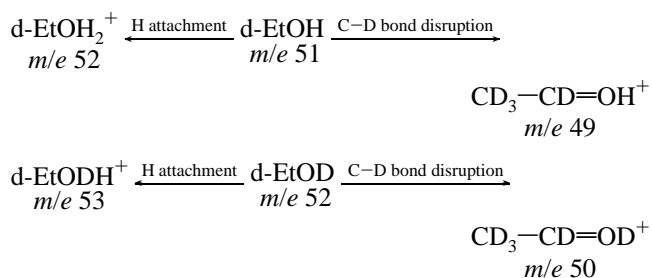 d-EtOH₂⁺ H attachment d-EtOH C–D bond disruption
m/e 52 m/e 51
CD₃–CD=OH⁺
m/e 49
d-EtODH⁺ H attachment d-EtOD C–D bond disruption
m/e 53 m/e 52
CD₃–CD=OD⁺
m/e 50